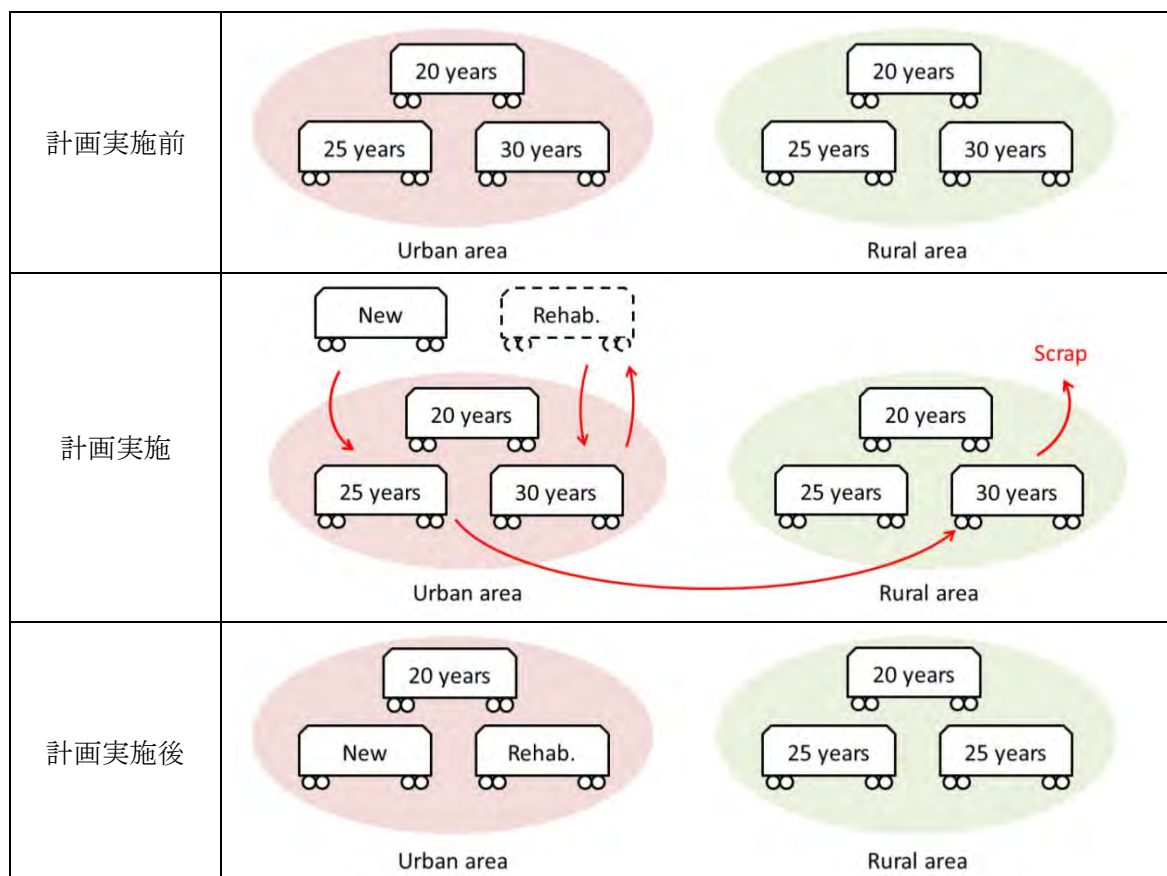 計画実施前
20 years
25 years
30 years
Urban area
20 years
25 years
30 years
Rural area
計画実施
New
Rehab.
20 years
25 years
30 years
Urban area
Scrap
20 years
25 years
30 years
Rural area
計画実施後
20 years
New
Rehab.
Urban area
20 years
25 years
25 years
Rural area